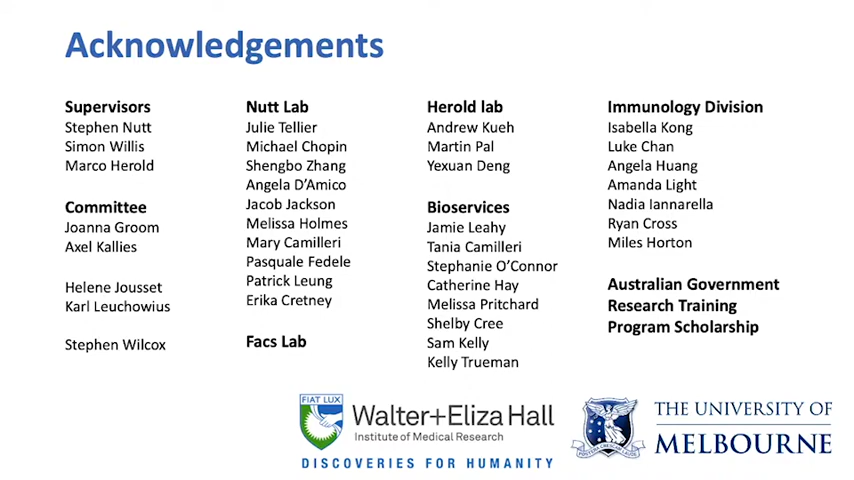 Acknowledgements
Supervisors
Stephen Nutt
Simon Willis
Marco Herold
Committee
Joanna Groom
Axel Kallies
Helene Jousset
Karl Leuchowius
Stephen Wilcox
Nutt Lab
Julie Tellier
Michael Chopin
Shengbo Zhang
Angela D'Amico
Jacob Jackson
Melissa Holmes
Mary Camilleri
Pasquale Fedele
Patrick Leung
Erika Cretney
Facs Lab
Herold lab
Andrew Kueh
Martin Pal
Yexuan Deng
Bioservices
Jamie Leahy
Tania Camilleri
Stephanie O'Connor
Catherine Hay
Melissa Pritchard
Shelby Cree
Sam Kelly
Kelly Trueman
Immunology Division
Isabella Kong
Luke Chan
Angela Huang
Amanda Light
Nadia Iannarella
Ryan Cross
Miles Horton
Australian Government
Research Training
Program Scholarship
FIAT LUX
Walter+Eliza Hall
Institute of Medical Research
DISCOVERIES FOR HUMANITY
POSTERA CRESCAM LAUDE
THE UNIVERSITY OF
MELBOURNE